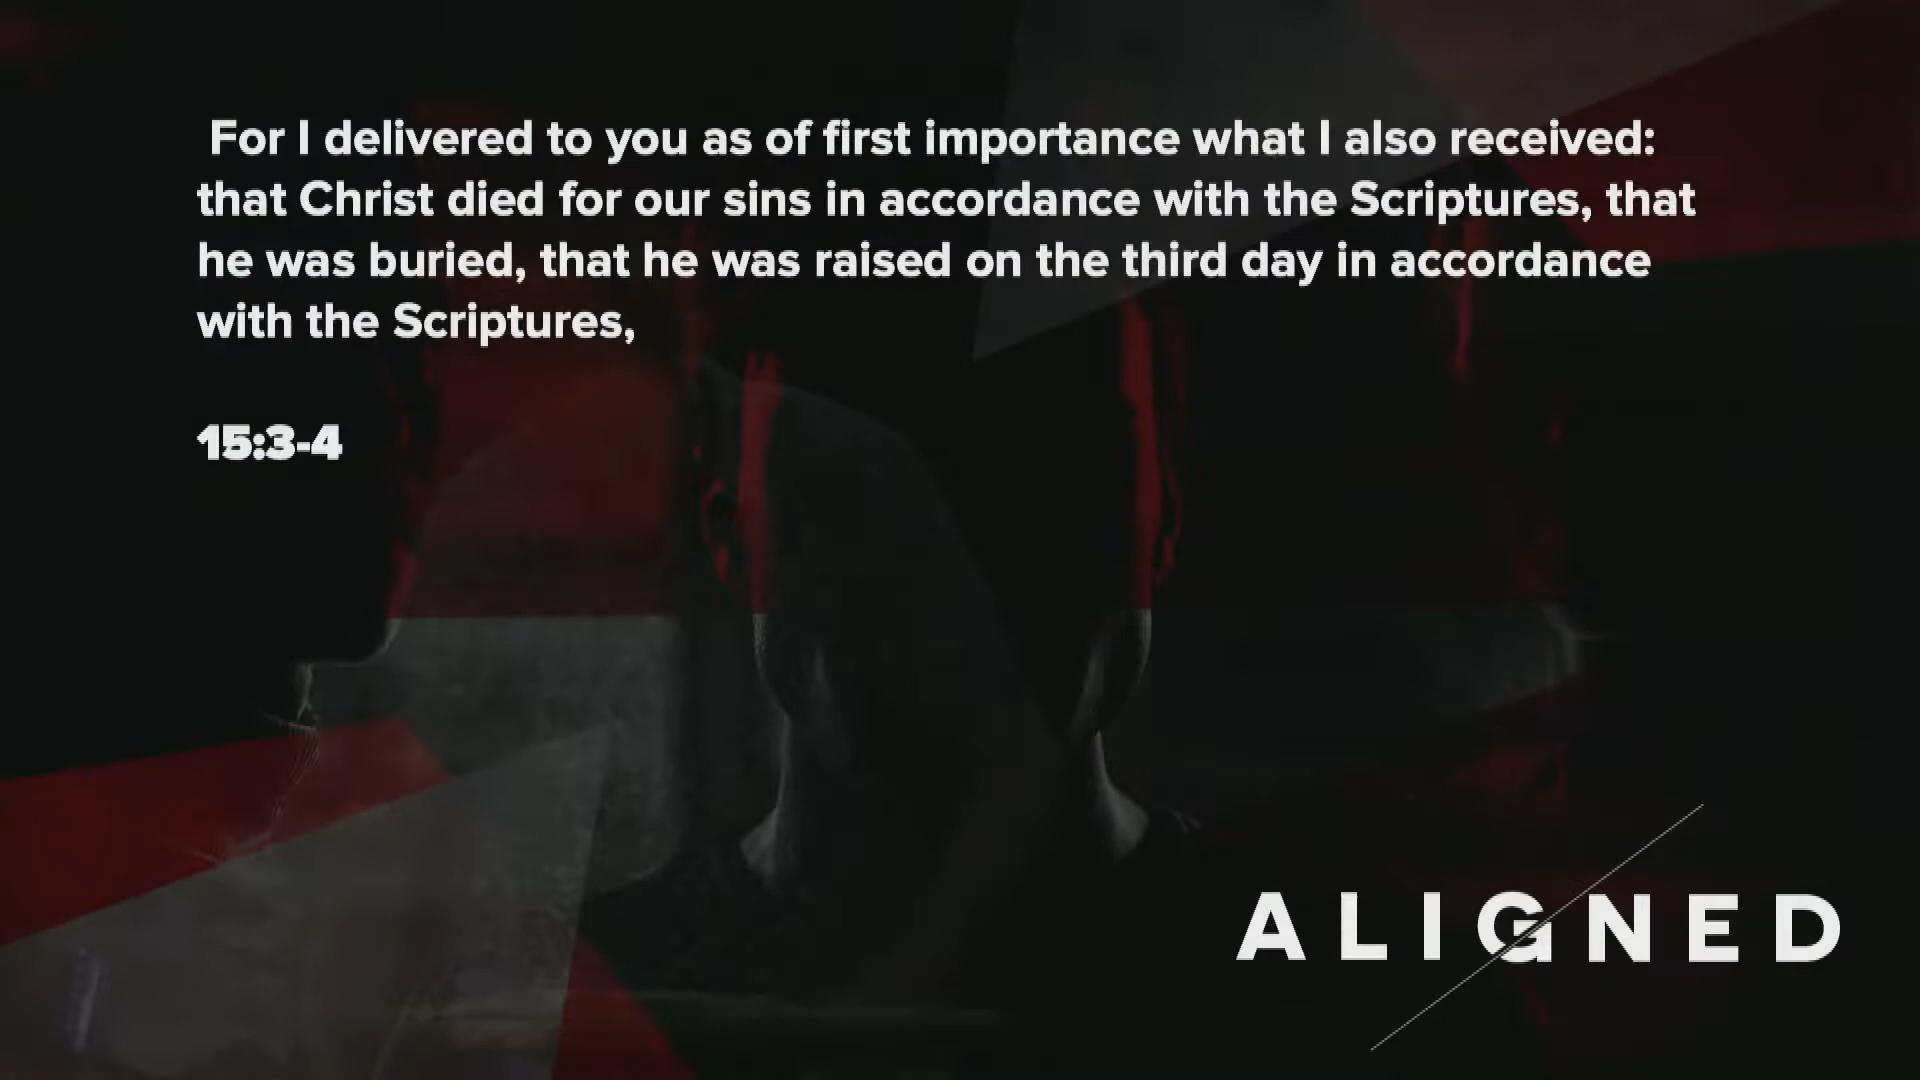 For I delivered to you as of first importance what I also received:
that Christ died for our sins in accordance with the Scriptures, that
he was buried, that he was raised on the third day in accordance
with the Scriptures,
15:3-4
ALIGNED